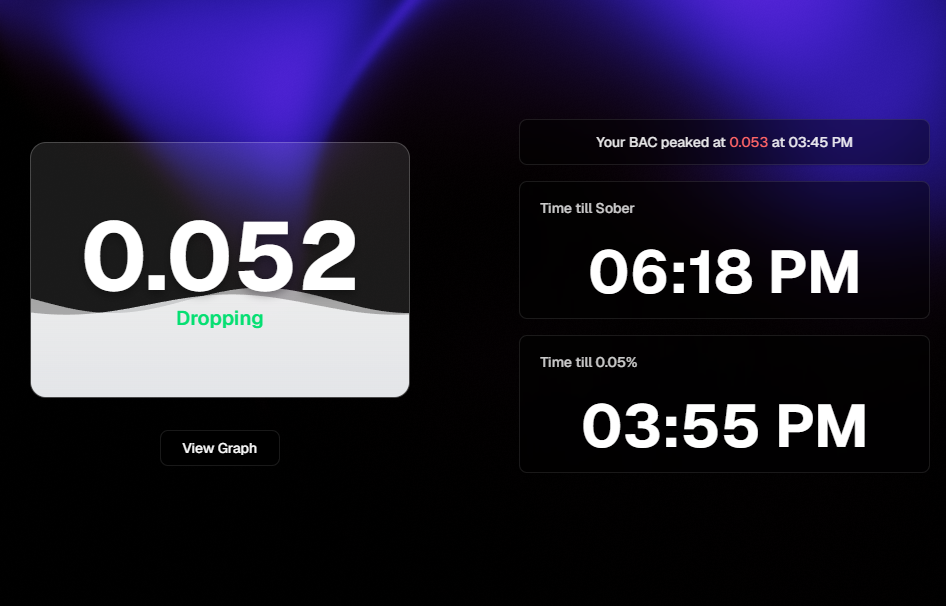 0.052
Dropping
View Graph
Your BAC peaked at 0.053 at 03:45 PM
Time till Sober
06:18 PM
Time till 0.05%
03:55 PM